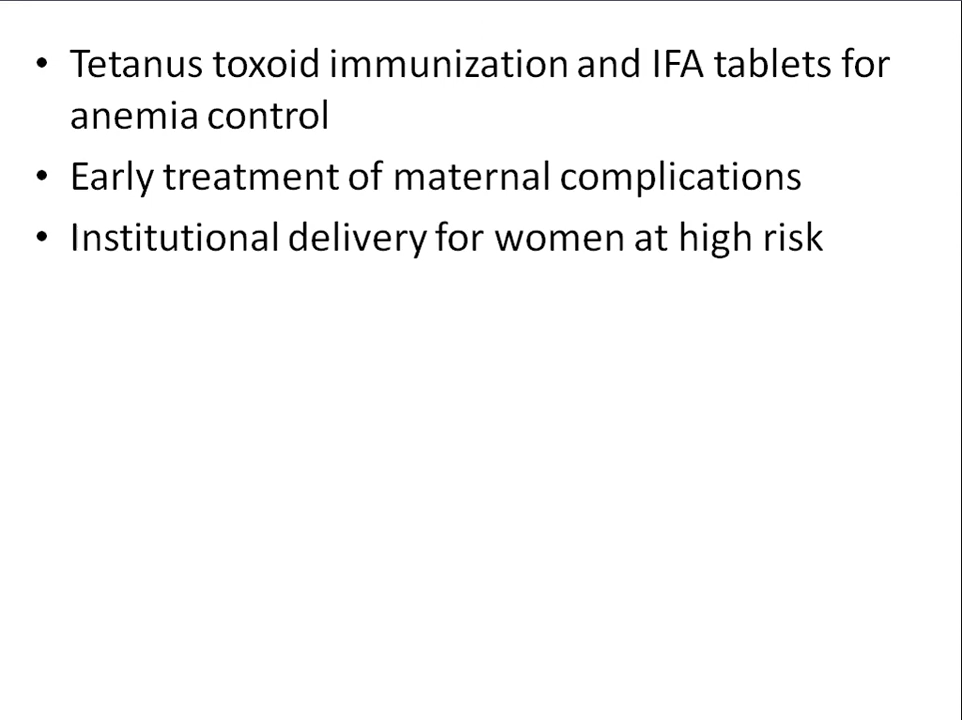 • Tetanus toxoid immunization and IFA tablets for
anemia control
• Early treatment of maternal complications
• Institutional delivery for women at high risk